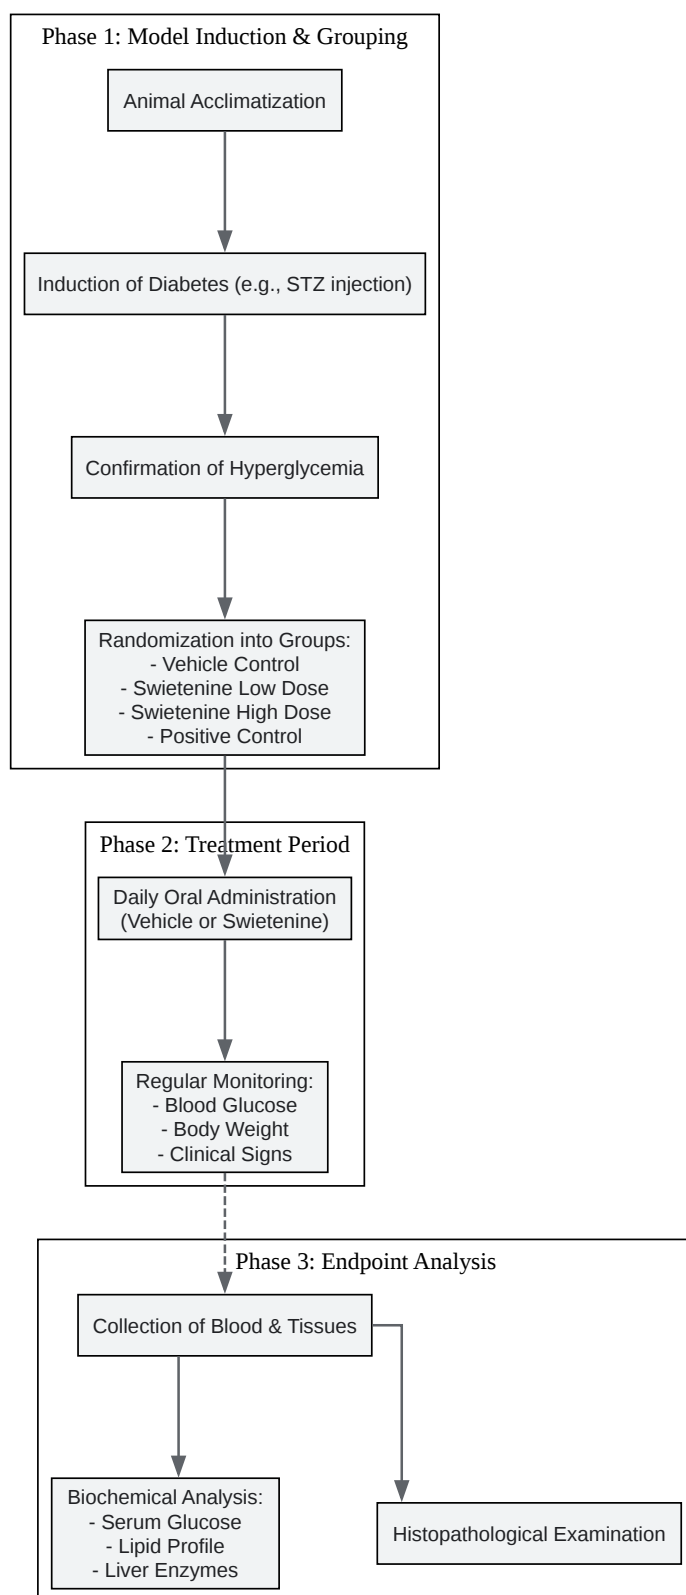 Phase 1: Model Induction & Grouping
Animal Acclimatization
Induction of Diabetes (e.g., STZ injection)
Confirmation of Hyperglycemia
Randomization into Groups:
- Vehicle Control
- Swietenine Low Dose
- Swietenine High Dose
- Positive Control
Phase 2: Treatment Period
Daily Oral Administration
(Vehicle or Swietenine)
Regular Monitoring:
- Blood Glucose
- Body Weight
- Clinical Signs
Phase 3: Endpoint Analysis
Collection of Blood & Tissues
Biochemical Analysis:
- Serum Glucose
- Lipid Profile
- Liver Enzymes
Histopathological Examination